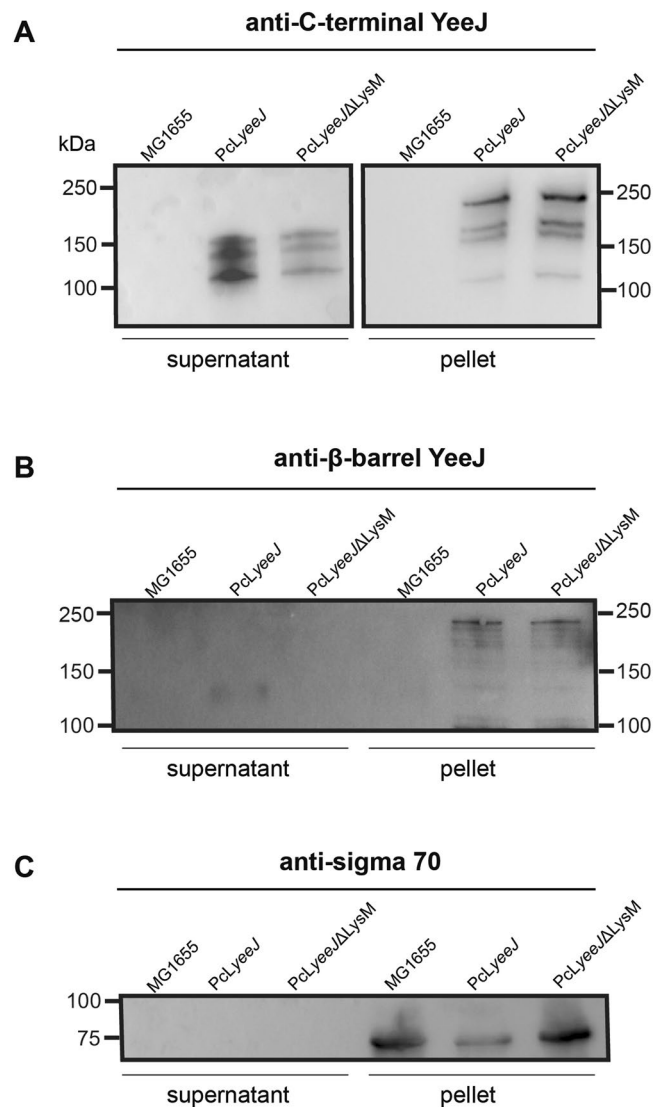 A
anti-C-terminal YeeJ
kDa
MG1655 PcLyeeJ PcLyeeJΔLysM MG1655 PcLyeeJ PcLyeeJΔLysM
250 250
150 150
100 100
supernatant pellet
B
anti-β-barrel YeeJ
MG1655 PcLyeeJ PcLyeeJΔLysM MG1655 PcLyeeJ PcLyeeJΔLysM
250 250
150 150
100 100
supernatant pellet
C
anti-sigma 70
MG1655 PcLyeeJ PcLyeeJΔLysM MG1655 PcLyeeJ PcLyeeJΔLysM
100
75
supernatant pellet